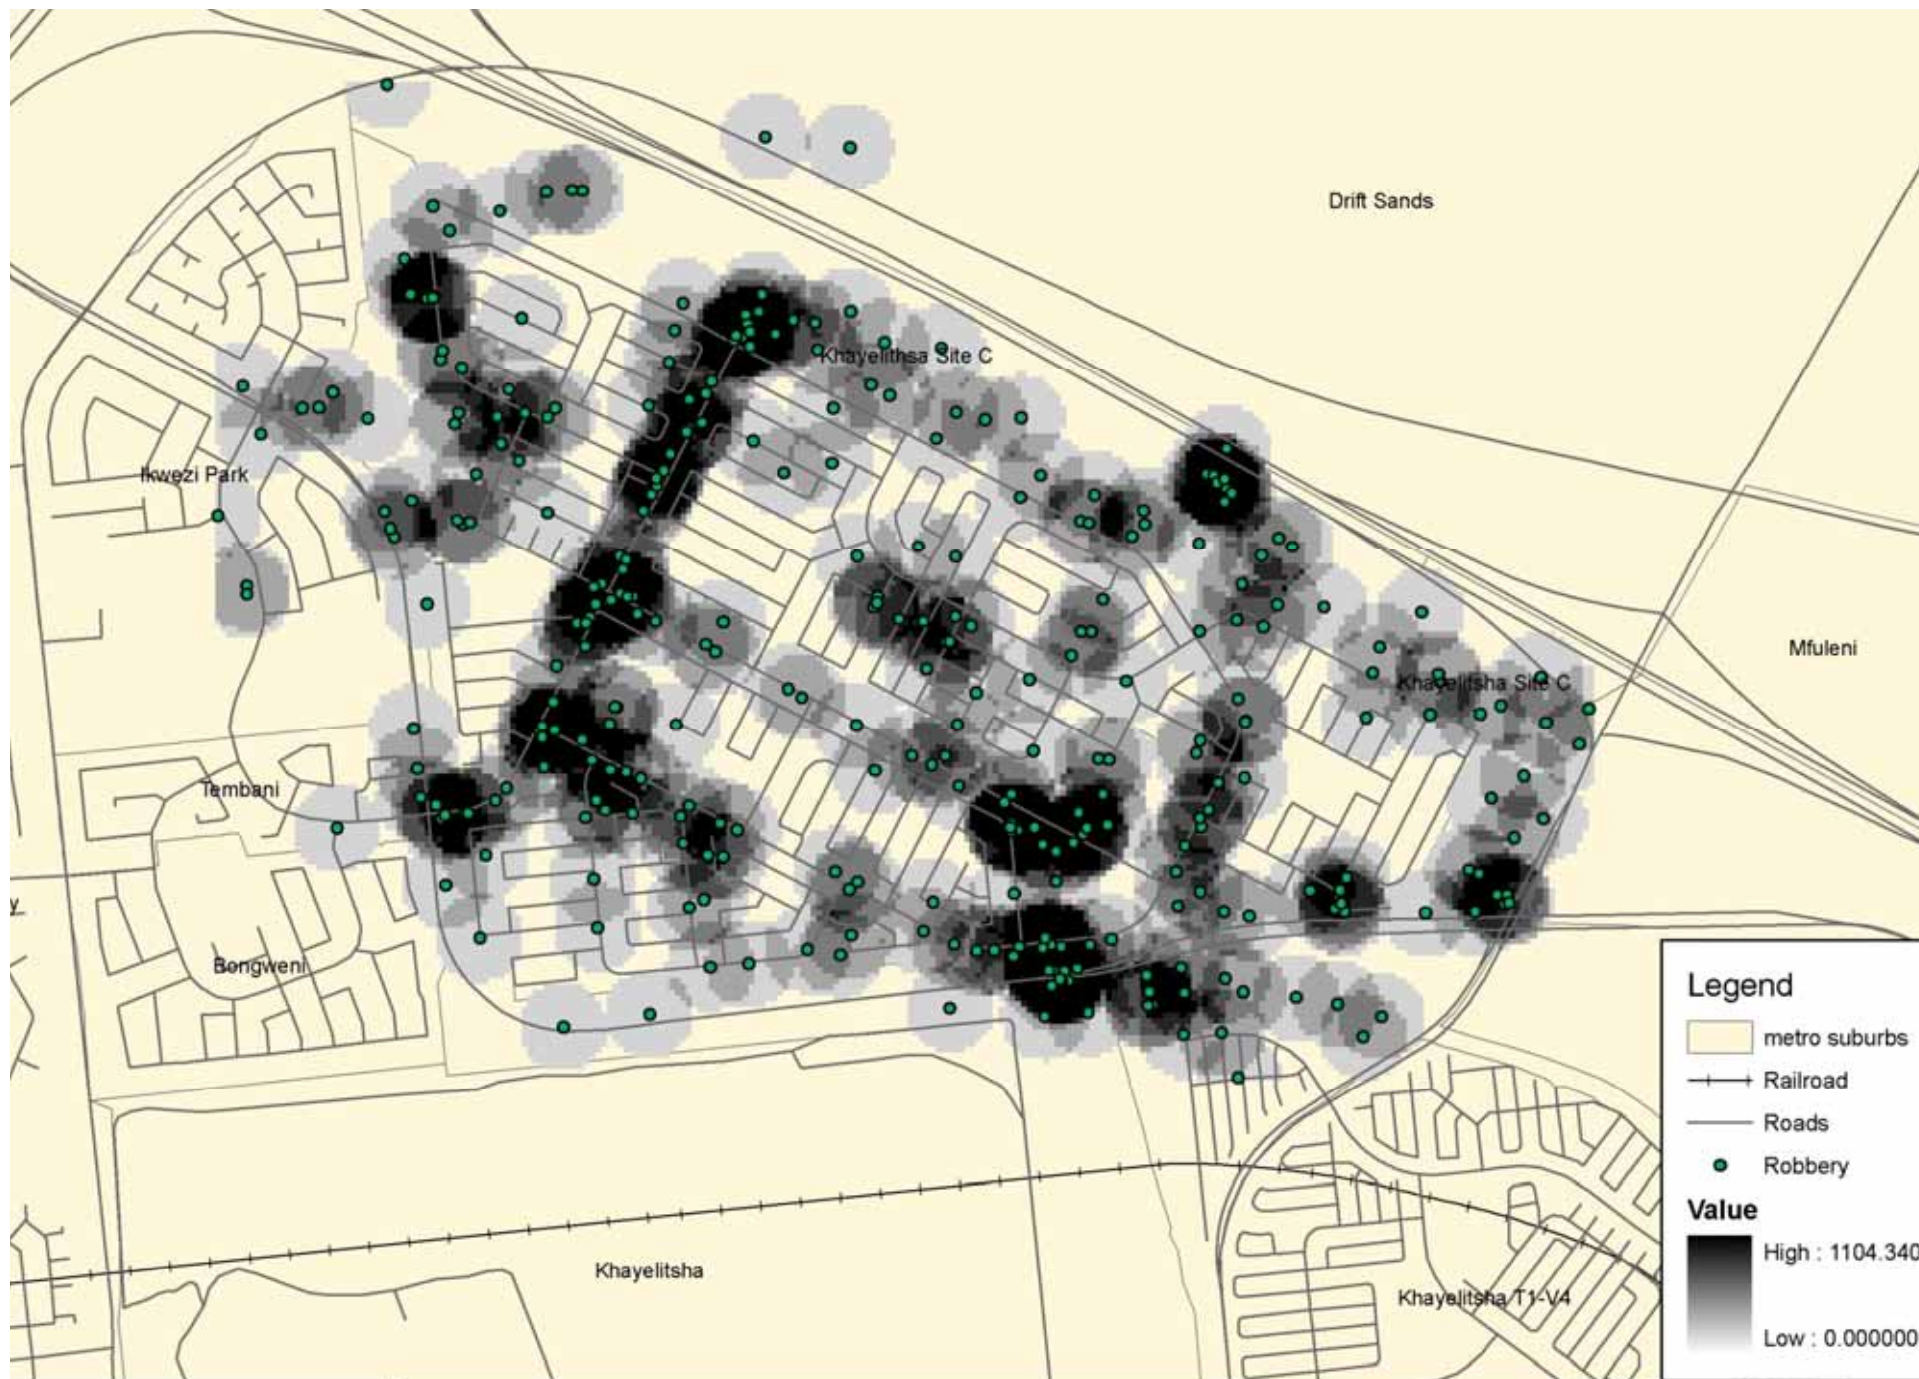 Drift Sands
Khayelithsa Site C
Ikwezi Park
Mfuleni
Khayelitsha Site C
Tembani
y
Bongweni
Khayelitsha
Khayelitsha T1-V4
Legend
metro suburbs
Railroad
Roads
Robbery
Value
High : 1104.340
Low : 0.000000